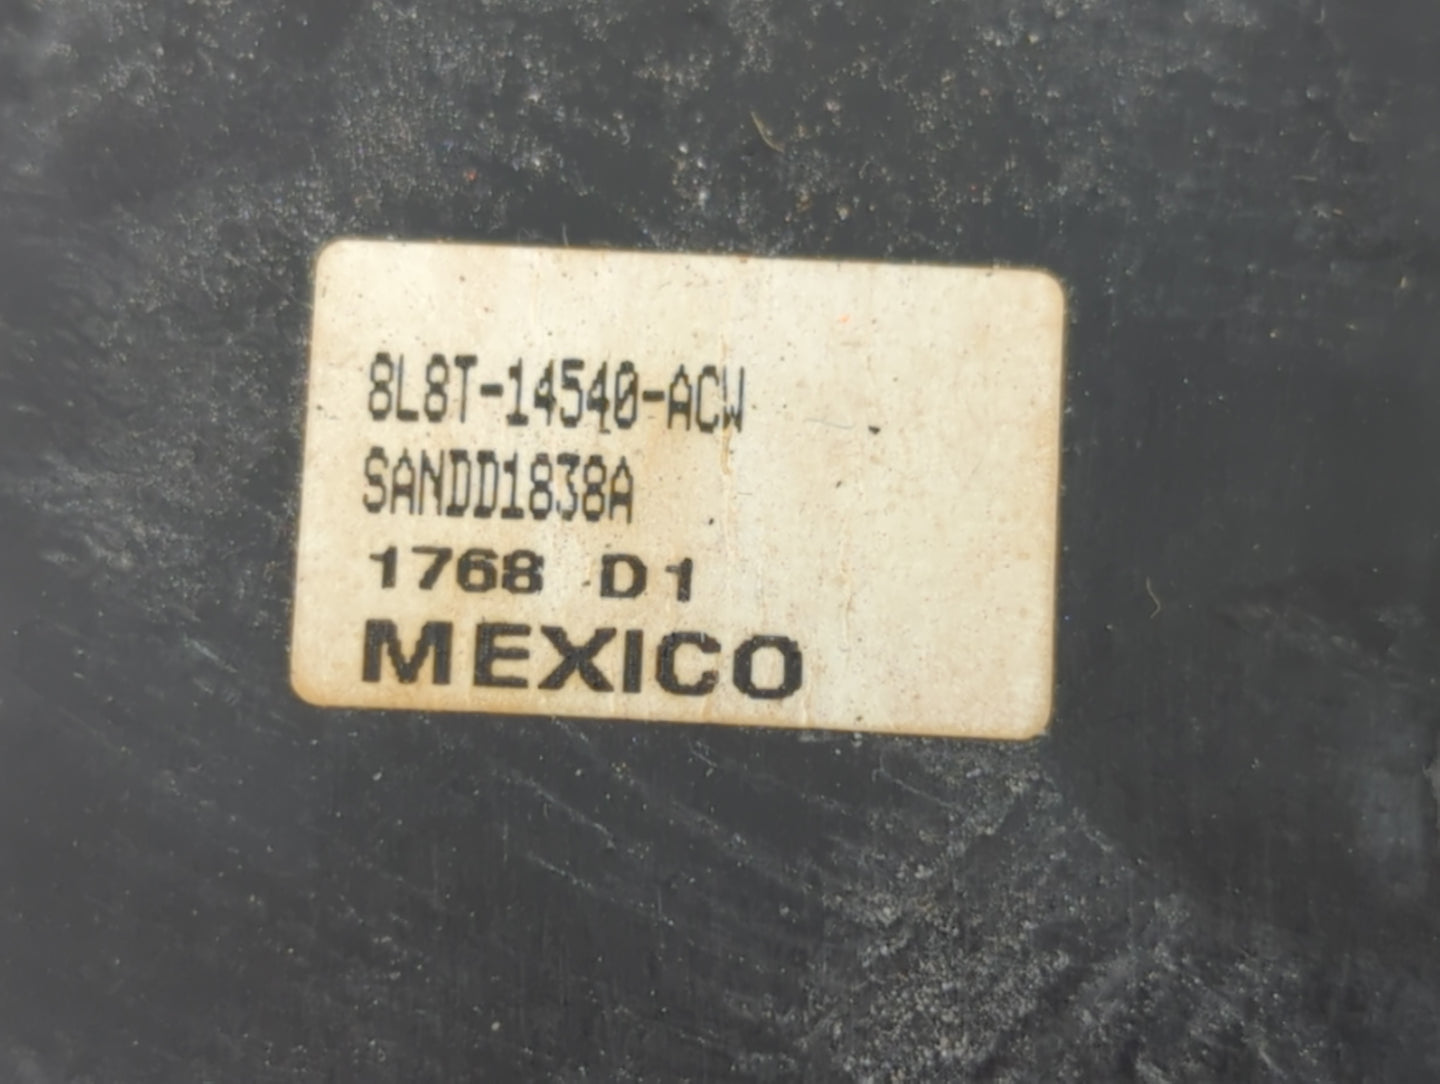 8L8T-14540-ACW
SANDD1838A
1768 D1
MEXICO